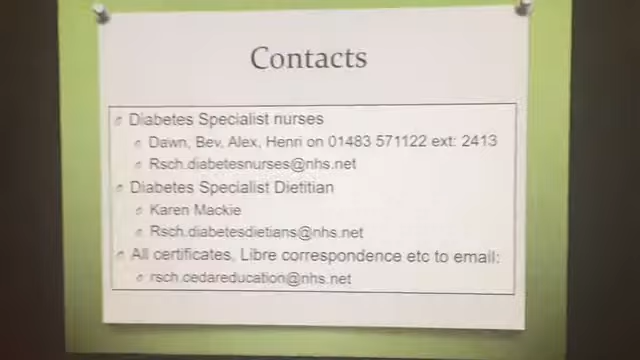 Contacts
Diabetes Specialist nurses
Dawn, Bev, Alex, Henri on 01483 571122 ext: 2413
Rsch.diabetesnurses@nhs.net
Diabetes Specialist Dietitian
Karen Mackie
Rsch.diabetesdietians@nhs.net
All certificates, Libre correspondence etc to email:
rsch.cedareducation@nhs.net